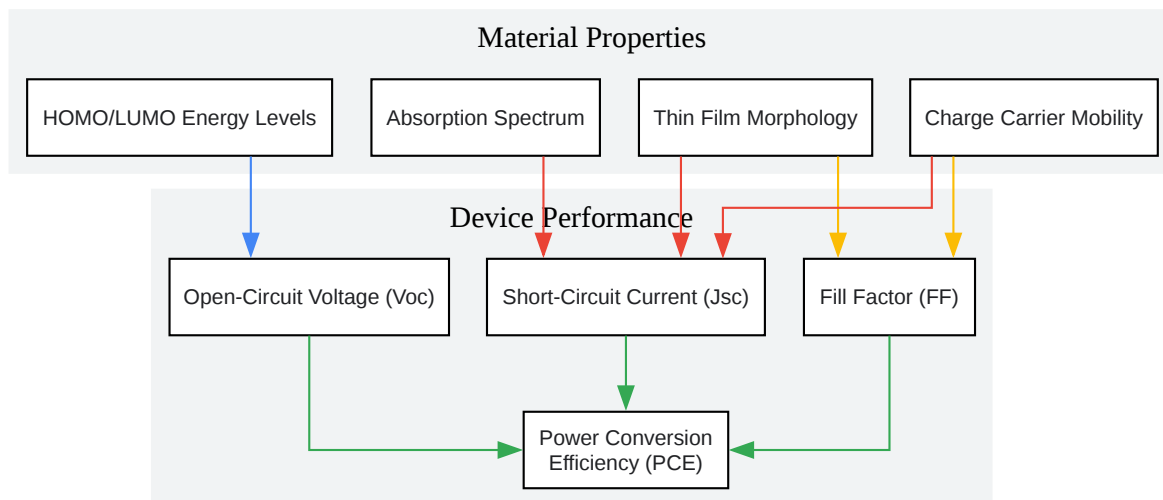 Material Properties
HOMO/LUMO Energy Levels
Absorption Spectrum
Thin Film Morphology
Charge Carrier Mobility
Device Performance
Open-Circuit Voltage (Voc)
Short-Circuit Current (Jsc)
Fill Factor (FF)
Power Conversion
Efficiency (PCE)